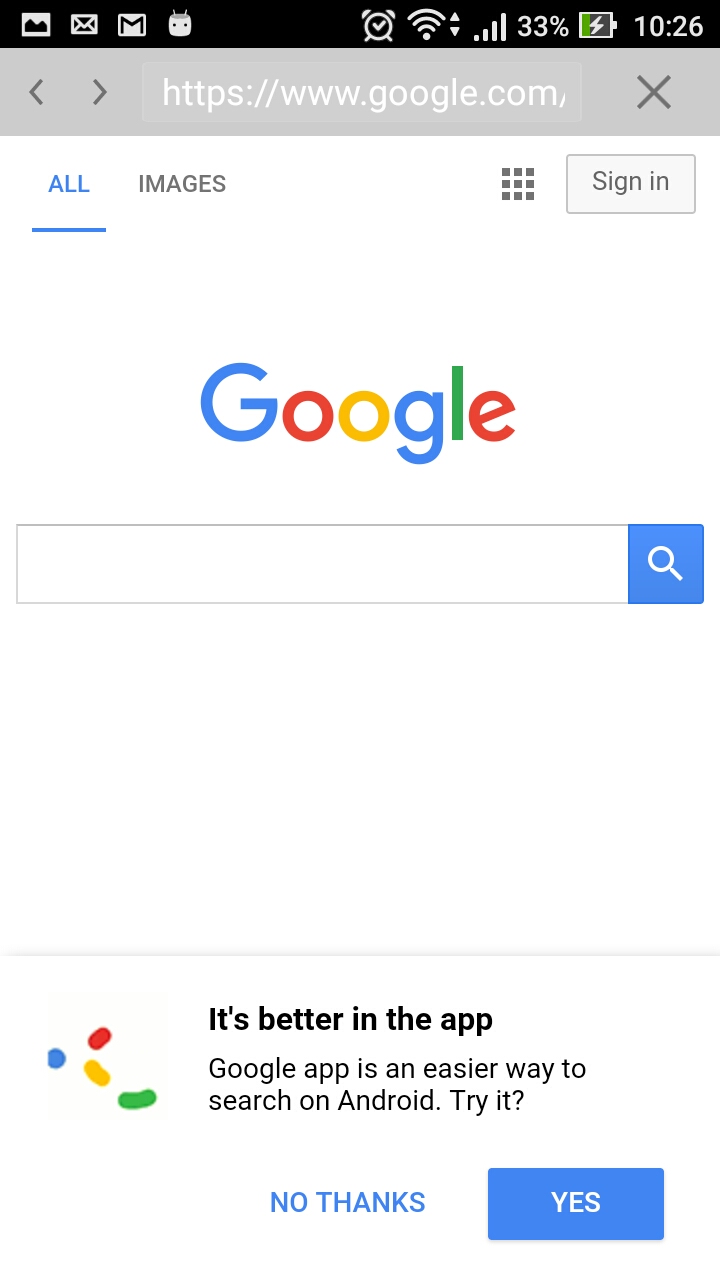 33% 10:26
https://www.google.com/
ALL IMAGES Sign in
Google
It's better in the app
Google app is an easier way to
search on Android. Try it?
NO THANKS YES